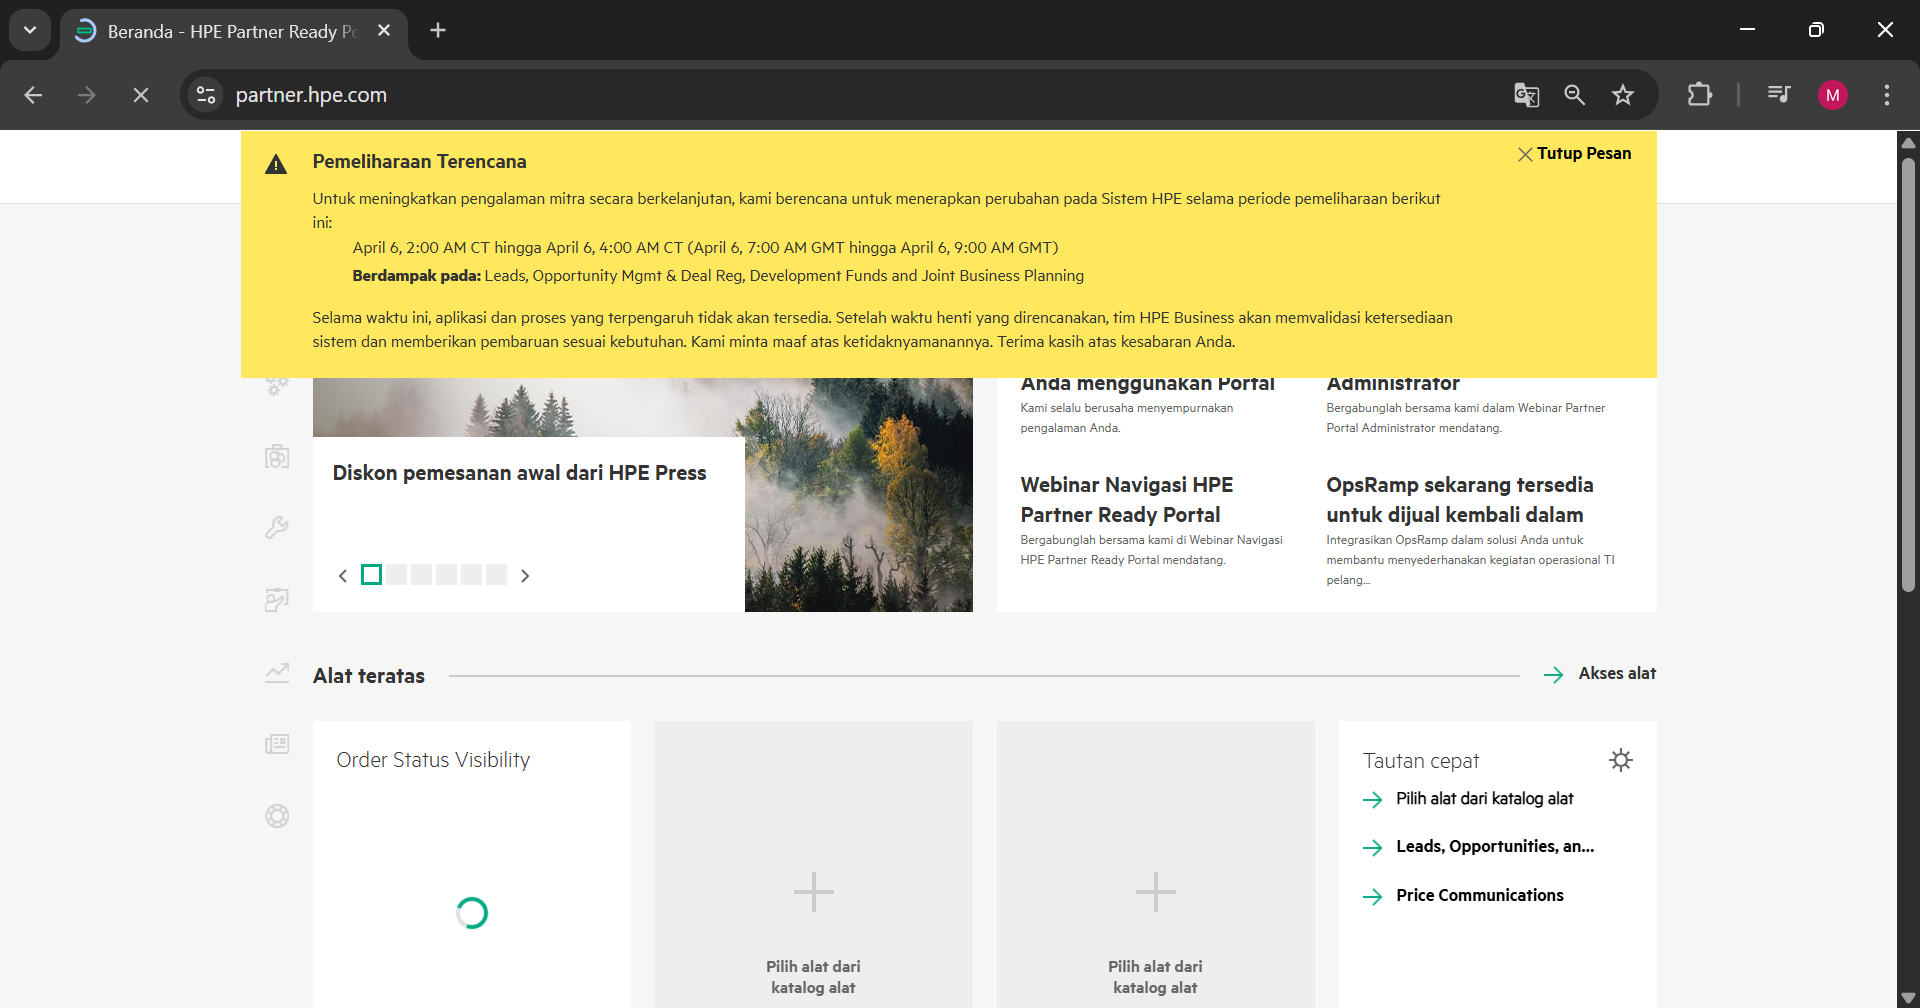 Beranda - HPE Partner Ready Po
partner.hpe.com
M
Pemeliharaan Terencana
Tutup Pesan
Untuk meningkatkan pengalaman mitra secara berkelanjutan, kami berencana untuk menerapkan perubahan pada Sistem HPE selama periode pemeliharaan berikut
ini:
April 6, 2:00 AM CT hingga April 6, 4:00 AM CT (April 6, 7:00 AM GMT hingga April 6, 9:00 AM GMT)
Berdampak pada: Leads, Opportunity Mgmt & Deal Reg, Development Funds and Joint Business Planning
Selama waktu ini, aplikasi dan proses yang terpengaruh tidak akan tersedia. Setelah waktu henti yang direncanakan, tim HPE Business akan memvalidasi ketersediaan
sistem dan memberikan pembaruan sesuai kebutuhan. Kami minta maaf atas ketidaknyamanannya. Terima kasih atas kesabaran Anda.
Diskon pemesanan awal dari HPE Press
Anda menggunakan Portal
Kami selalu berusaha menyempurnakan
pengalaman Anda.
Administrator
Bergabunglah bersama kami dalam Webinar Partner
Portal Administrator mendatang.
Webinar Navigasi HPE
Partner Ready Portal
Bergabunglah bersama kami di Webinar Navigasi
HPE Partner Ready Portal mendatang.
OpsRamp sekarang tersedia
untuk dijual kembali dalam
Integrasikan OpsRamp dalam solusi Anda untuk
membantu menyederhanakan kegiatan operasional TI
pelang...
Alat teratas
Akses alat
Order Status Visibility
Pilih alat dari
katalog alat
Pilih alat dari
katalog alat
Tautan cepat
Pilih alat dari katalog alat
Leads, Opportunities, an...
Price Communications